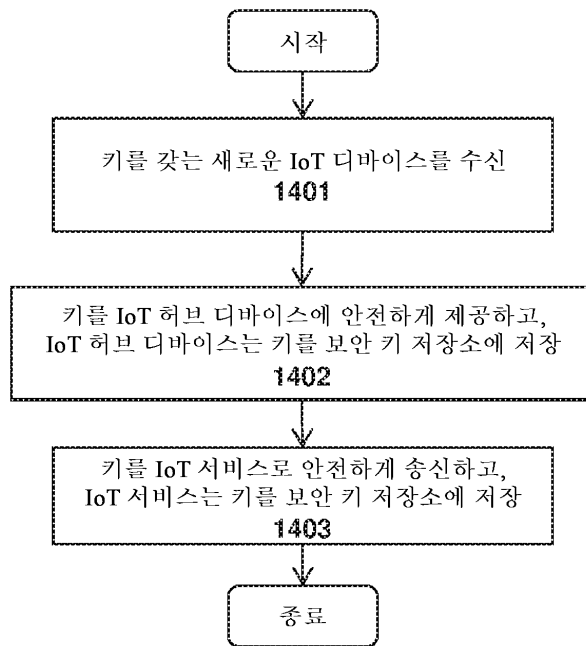 시작
키를 갖는 새로운 IoT 디바이스를 수신
1401
키를 IoT 허브 디바이스에 안전하게 제공하고,
IoT 허브 디바이스는 키를 보안 키 저장소에 저장
1402
키를 IoT 서비스로 안전하게 송신하고,
IoT 서비스는 키를 보안 키 저장소에 저장
1403
종료